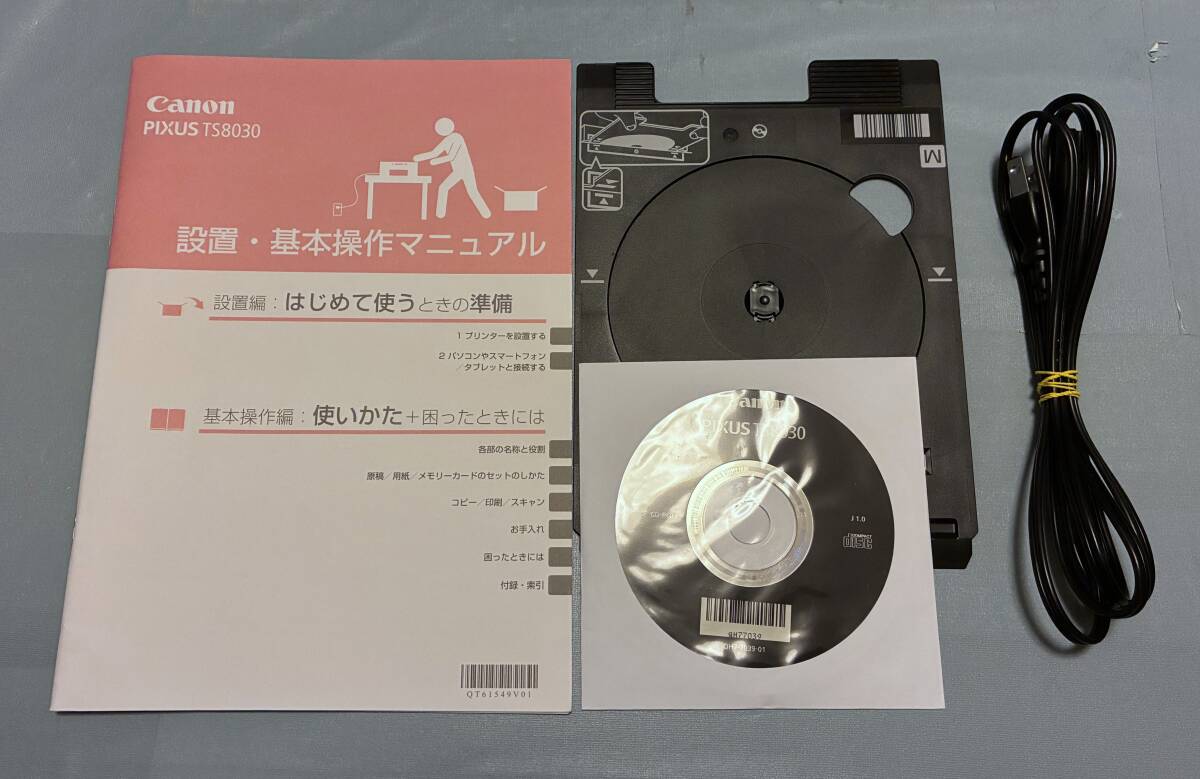 Canon
PIXUS TS8030
設置・基本操作マニュアル
設置編：はじめて使うときの準備
1 プリンターを設置する
2 パソコンやスマートフォン
／タブレットと接続する
基本操作編：使いかた＋困ったときには
各部の名称と役割
原稿／用紙／メモリーカードのセットのしかた
コピー／印刷／スキャン
お手入れ
困ったときには
付録・索引
QT61549V01
M
Canon
PIXUS TS8030
J 1.0
COMPACT
DISC
QH77039